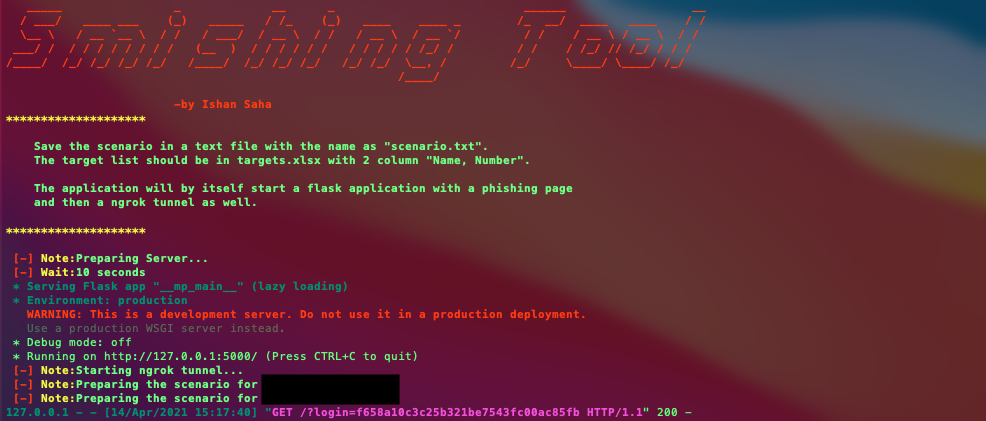 Smishing Tool
—by Ishan Saha
********************
Save the scenario in a text file with the name as "scenario.txt".
The target list should be in targets.xlsx with 2 column "Name, Number".
The application will by itself start a flask application with a phishing page
and then a ngrok tunnel as well.
********************
[—] Note:Preparing Server...
[—] Wait:10 seconds
* Serving Flask app "__mp_main__" (lazy loading)
* Environment: production
WARNING: This is a development server. Do not use it in a production deployment.
Use a production WSGI server instead.
* Debug mode: off
* Running on http://127.0.0.1:5000/ (Press CTRL+C to quit)
[—] Note:Starting ngrok tunnel...
[—] Note:Preparing the scenario for
[—] Note:Preparing the scenario for
127.0.0.1 - - [14/Apr/2021 15:17:40] "GET /?login=f658a10c3c25b321be7543fc00ac85fb HTTP/1.1" 200 -